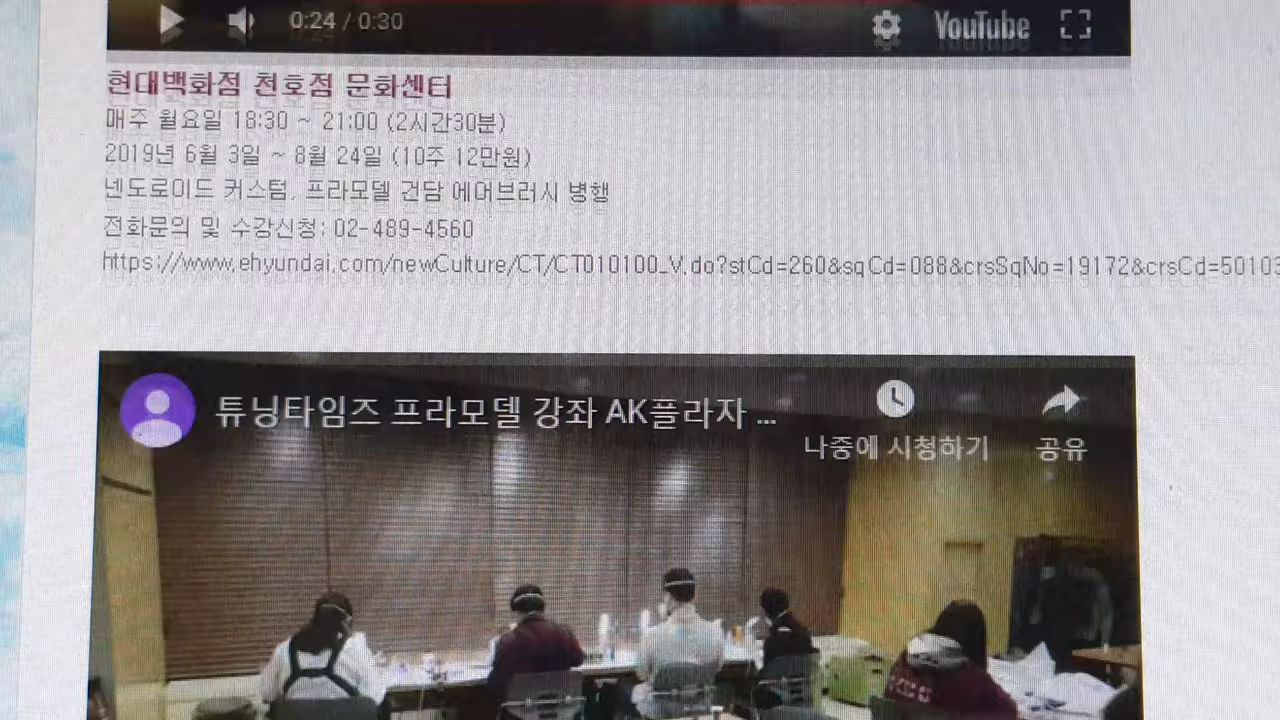 0:24 / 0:30
YouTube
현대백화점 천호점 문화센터
매주 월요일 18:30 ~ 21:00 (2시간30분)
2019년 6월 3일 ~ 8월 24일 (10주 12만원)
넨도로이드 커스텀, 프라모델 건담 에어브러시 병행
전화문의 및 수강신청: 02-489-4560
https://www.ehyundai.com/newCulture/CT/CT010100_V.do?stCd=260&sqCd=088&crsSqNo=19172&crsCd=50103
튜닝타임즈 프라모델 강좌 AK플라자 ...
나중에 시청하기
공유